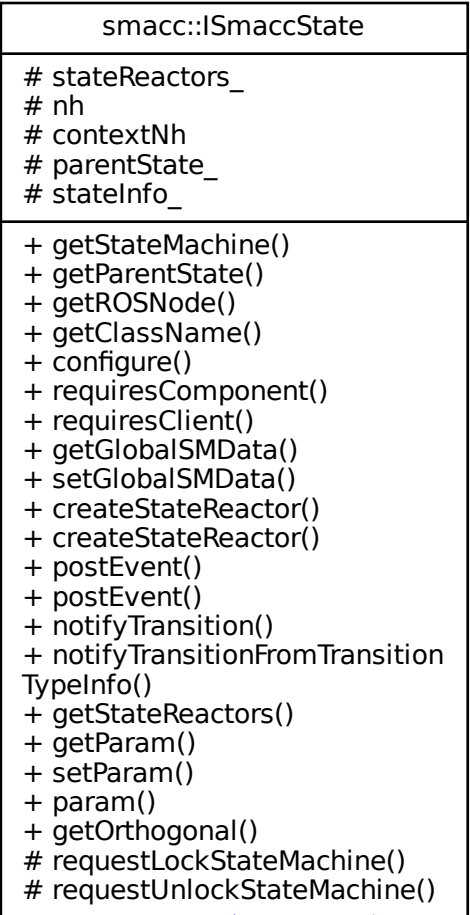 smacc::ISmaccState
# stateReactors_
# nh
# contextNh
# parentState_
# stateInfo_
+ getStateMachine()
+ getParentState()
+ getROSNode()
+ getClassName()
+ configure()
+ requiresComponent()
+ requiresClient()
+ getGlobalSMData()
+ setGlobalSMData()
+ createStateReactor()
+ createStateReactor()
+ postEvent()
+ postEvent()
+ notifyTransition()
+ notifyTransitionFromTransition
TypeInfo()
+ getStateReactors()
+ getParam()
+ setParam()
+ param()
+ getOrthogonal()
# requestLockStateMachine()
# requestUnlockStateMachine()